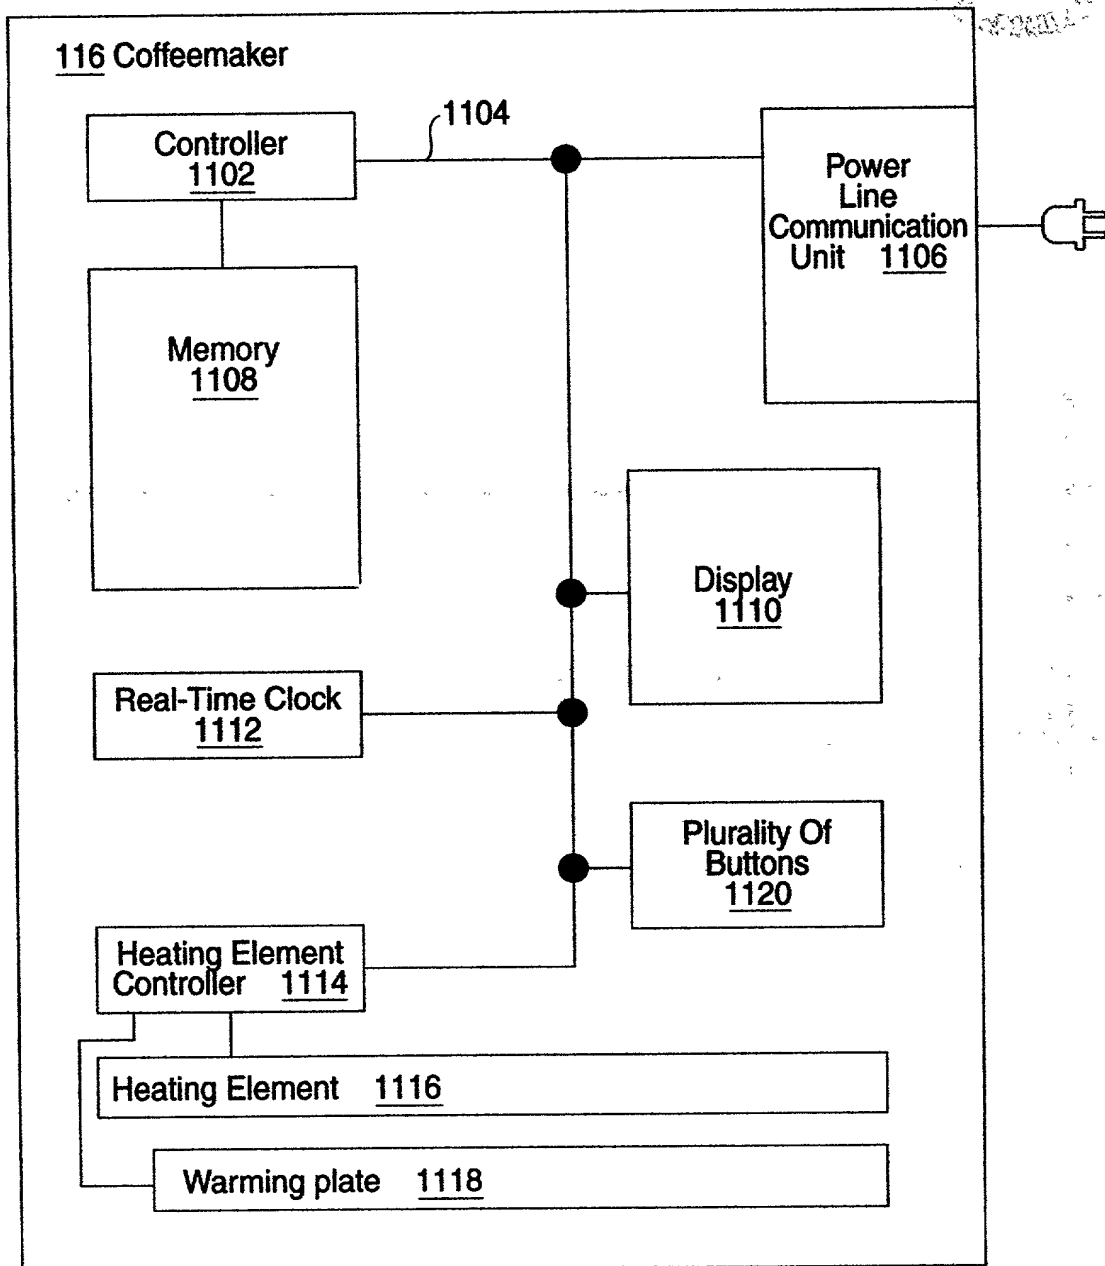 116 Coffeemaker
1104
Controller
1102
Power
Line
Communication
Unit 1106
Memory
1108
Display
1110
Real-Time Clock
1112
Plurality Of
Buttons
1120
Heating Element
Controller 1114
Heating Element 1116
Warming plate 1118